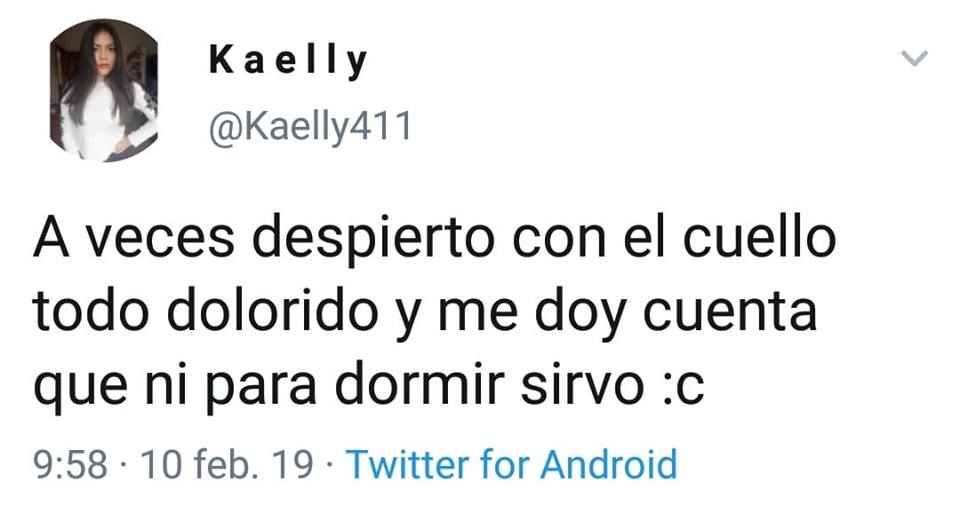 Kaelly
@Kaelly411
A veces despierto con el cuello
todo dolorido y me doy cuenta
que ni para dormir sirvo :c
9:58 · 10 feb. 19 · Twitter for Android